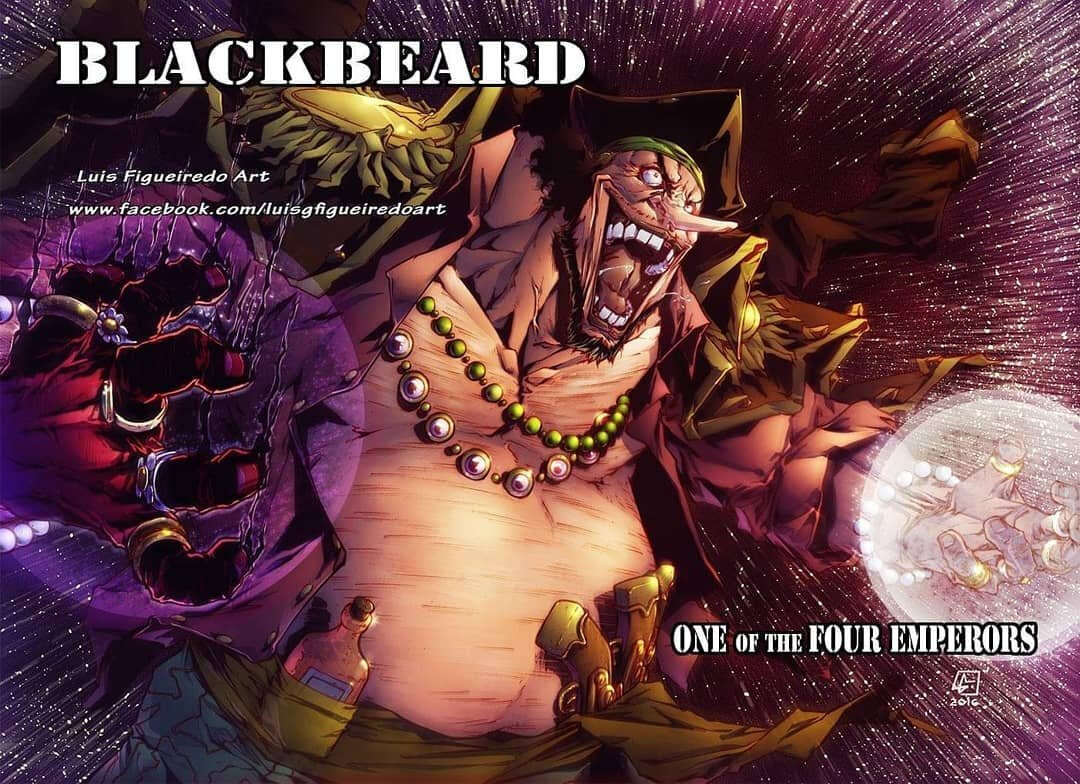 BLACKBEARD
Luis Figueiredo Art
www.facebook.com/luisgfigueiredoart
ONE OF THE FOUR EMPERORS
2016